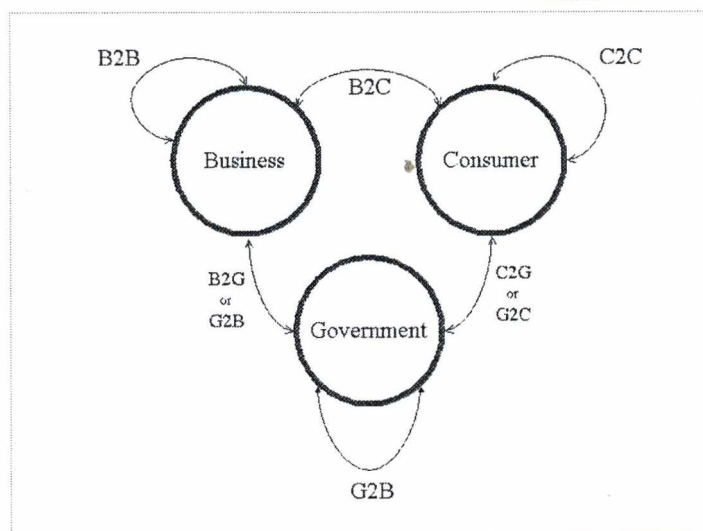 B2B
C2C
B2C
Business
Consumer
B2G
or
G2B
C2G
or
G2C
Government
G2B